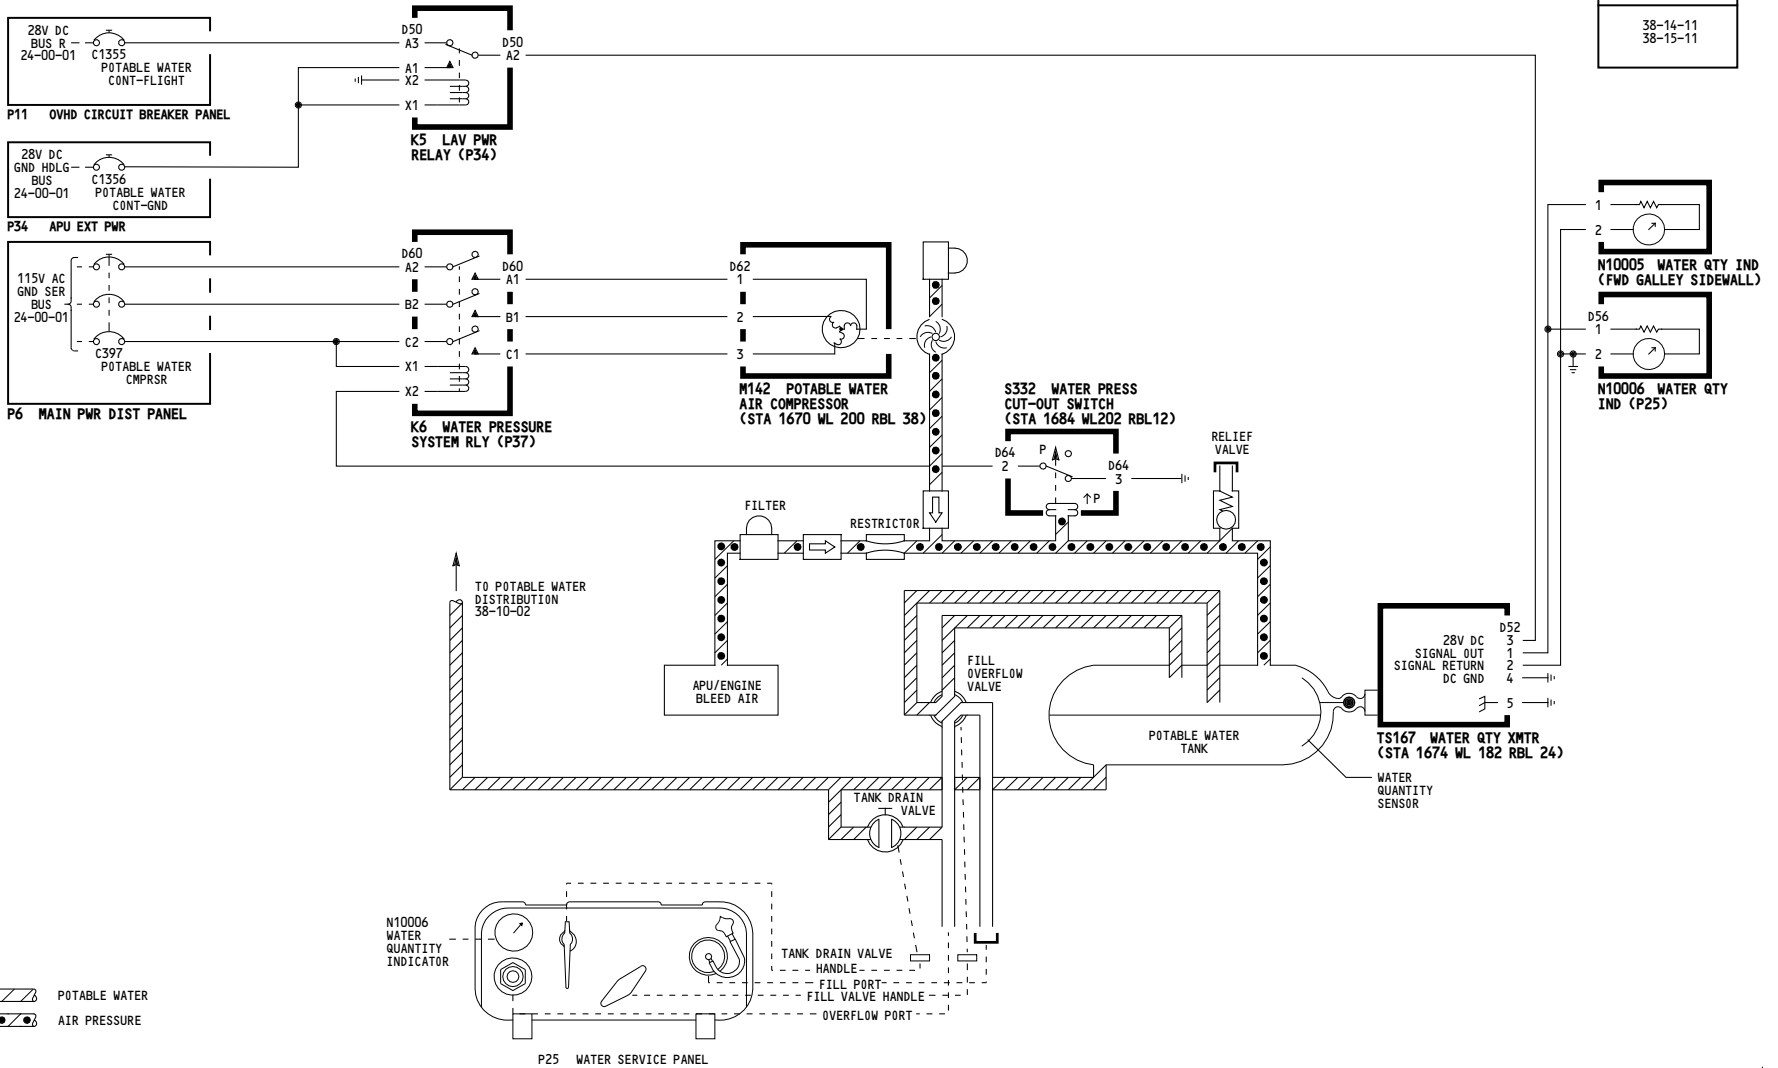 38-14-11
38-15-11
28V DC
BUS R
24-00-01
C1355
POTABLE WATER
CONT-FLIGHT
P11 OVHD CIRCUIT BREAKER PANEL
D50
A3
A1
X2
X1
D50
A2
K5 LAV PWR
RELAY (P34)
28V DC
GND HDLG
BUS
24-00-01
C1356
POTABLE WATER
CONT-GND
P34 APU EXT PWR
115V AC
GND SER
BUS
24-00-01
C397
POTABLE WATER
CMPRSR
P6 MAIN PWR DIST PANEL
D60
A2
B2
C2
X1
X2
D60
A1
B1
C1
K6 WATER PRESSURE
SYSTEM RLY (P37)
D62
1
2
3
M142 POTABLE WATER
AIR COMPRESSOR
(STA 1670 WL 200 RBL 38)
S332 WATER PRESS
CUT-OUT SWITCH
(STA 1684 WL202 RBL12)
D64
2
P
D64
3
↑P
RELIEF
VALVE
1
2
N10005 WATER QTY IND
(FWD GALLEY SIDEWALL)
D56
1
2
N10006 WATER QTY
IND (P25)
FILTER
RESTRICTOR
TO POTABLE WATER
DISTRIBUTION
38-10-02
APU/ENGINE
BLEED AIR
FILL
OVERFLOW
VALVE
POTABLE WATER
TANK
D52
28V DC 3
SIGNAL OUT 1
SIGNAL RETURN 2
DC GND 4
5
TS167 WATER QTY XMTR
(STA 1674 WL 182 RBL 24)
WATER
QUANTITY
SENSOR
TANK DRAIN
VALVE
N10006
WATER
QUANTITY
INDICATOR
TANK DRAIN VALVE
HANDLE
FILL PORT
FILL VALVE HANDLE
OVERFLOW PORT
P25 WATER SERVICE PANEL
POTABLE WATER
AIR PRESSURE